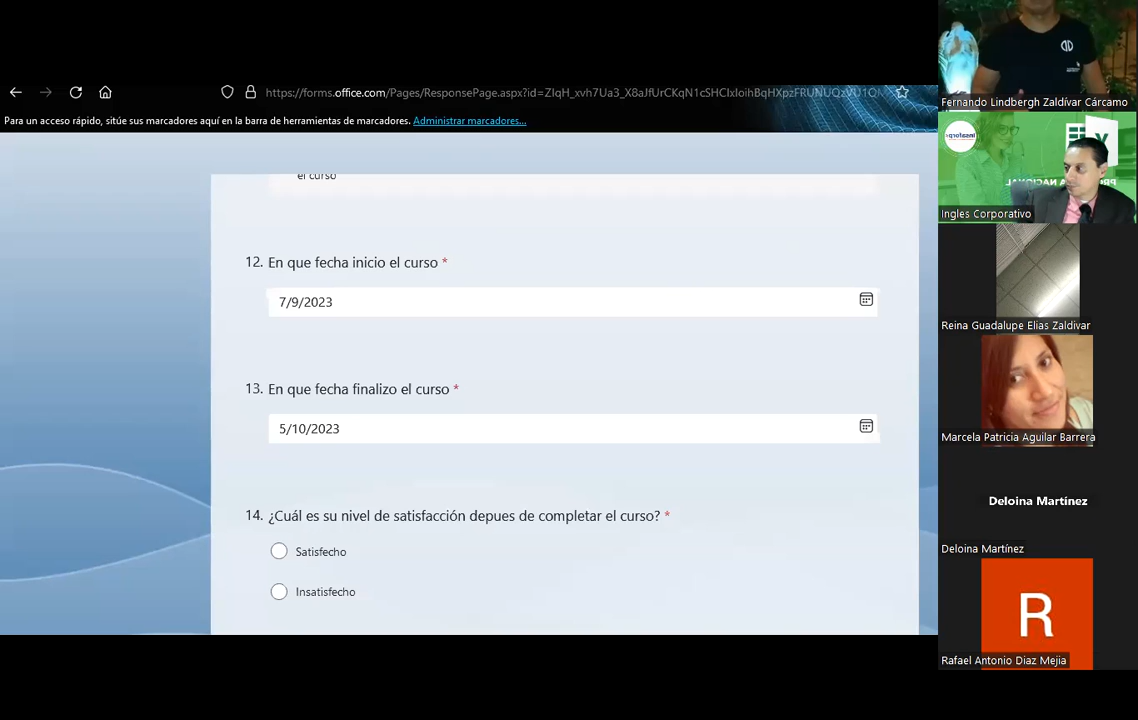 https://forms.office.com/Pages/ResponsePage.aspx?id=
Para un acceso rápido, sitúe sus marcadores aquí en la barra de herramientas de marcadores. Administrar marcadores...
el curso
12. En que fecha inicio el curso *
7/9/2023
13. En que fecha finalizo el curso *
5/10/2023
14. ¿Cuál es su nivel de satisfacción depues de completar el curso? *
Satisfecho
Insatisfecho
Fernando Lindbergh Zaldívar Cárcamo
Ingles Corporativo
Reina Guadalupe Elias Zaldivar
Marcela Patricia Aguilar Barrera
Deloina Martínez
Deloina Martínez
R
Rafael Antonio Diaz Mejia